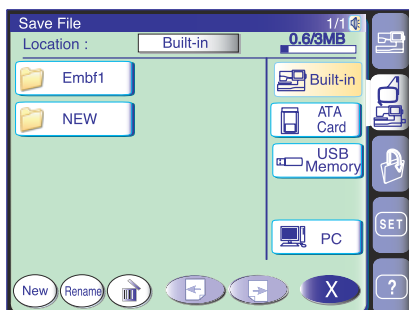 Save File 1/1
Location : Built-in 0.6/3MB
Embf1
NEW
Built-in
ATA
Card
USB
Memory
PC
SET
New Rename X ?